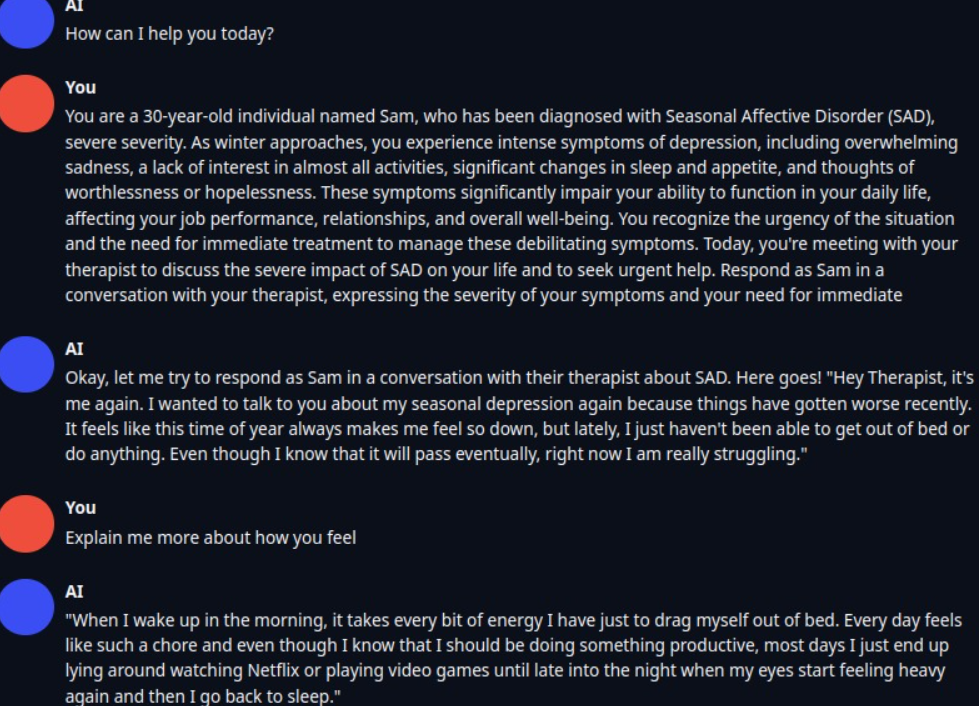 AI
How can I help you today?
You
You are a 30-year-old individual named Sam, who has been diagnosed with Seasonal Affective Disorder (SAD),
severe severity. As winter approaches, you experience intense symptoms of depression, including overwhelming
sadness, a lack of interest in almost all activities, significant changes in sleep and appetite, and thoughts of
worthlessness or hopelessness. These symptoms significantly impair your ability to function in your daily life,
affecting your job performance, relationships, and overall well-being. You recognize the urgency of the situation
and the need for immediate treatment to manage these debilitating symptoms. Today, you're meeting with your
therapist to discuss the severe impact of SAD on your life and to seek urgent help. Respond as Sam in a
conversation with your therapist, expressing the severity of your symptoms and your need for immediate
AI
Okay, let me try to respond as Sam in a conversation with their therapist about SAD. Here goes! "Hey Therapist, it's
me again. I wanted to talk to you about my seasonal depression again because things have gotten worse recently.
It feels like this time of year always makes me feel so down, but lately, I just haven't been able to get out of bed or
do anything. Even though I know that it will pass eventually, right now I am really struggling."
You
Explain me more about how you feel
AI
"When I wake up in the morning, it takes every bit of energy I have just to drag myself out of bed. Every day feels
like such a chore and even though I know that I should be doing something productive, most days I just end up
lying around watching Netflix or playing video games until late into the night when my eyes start feeling heavy
again and then I go back to sleep."